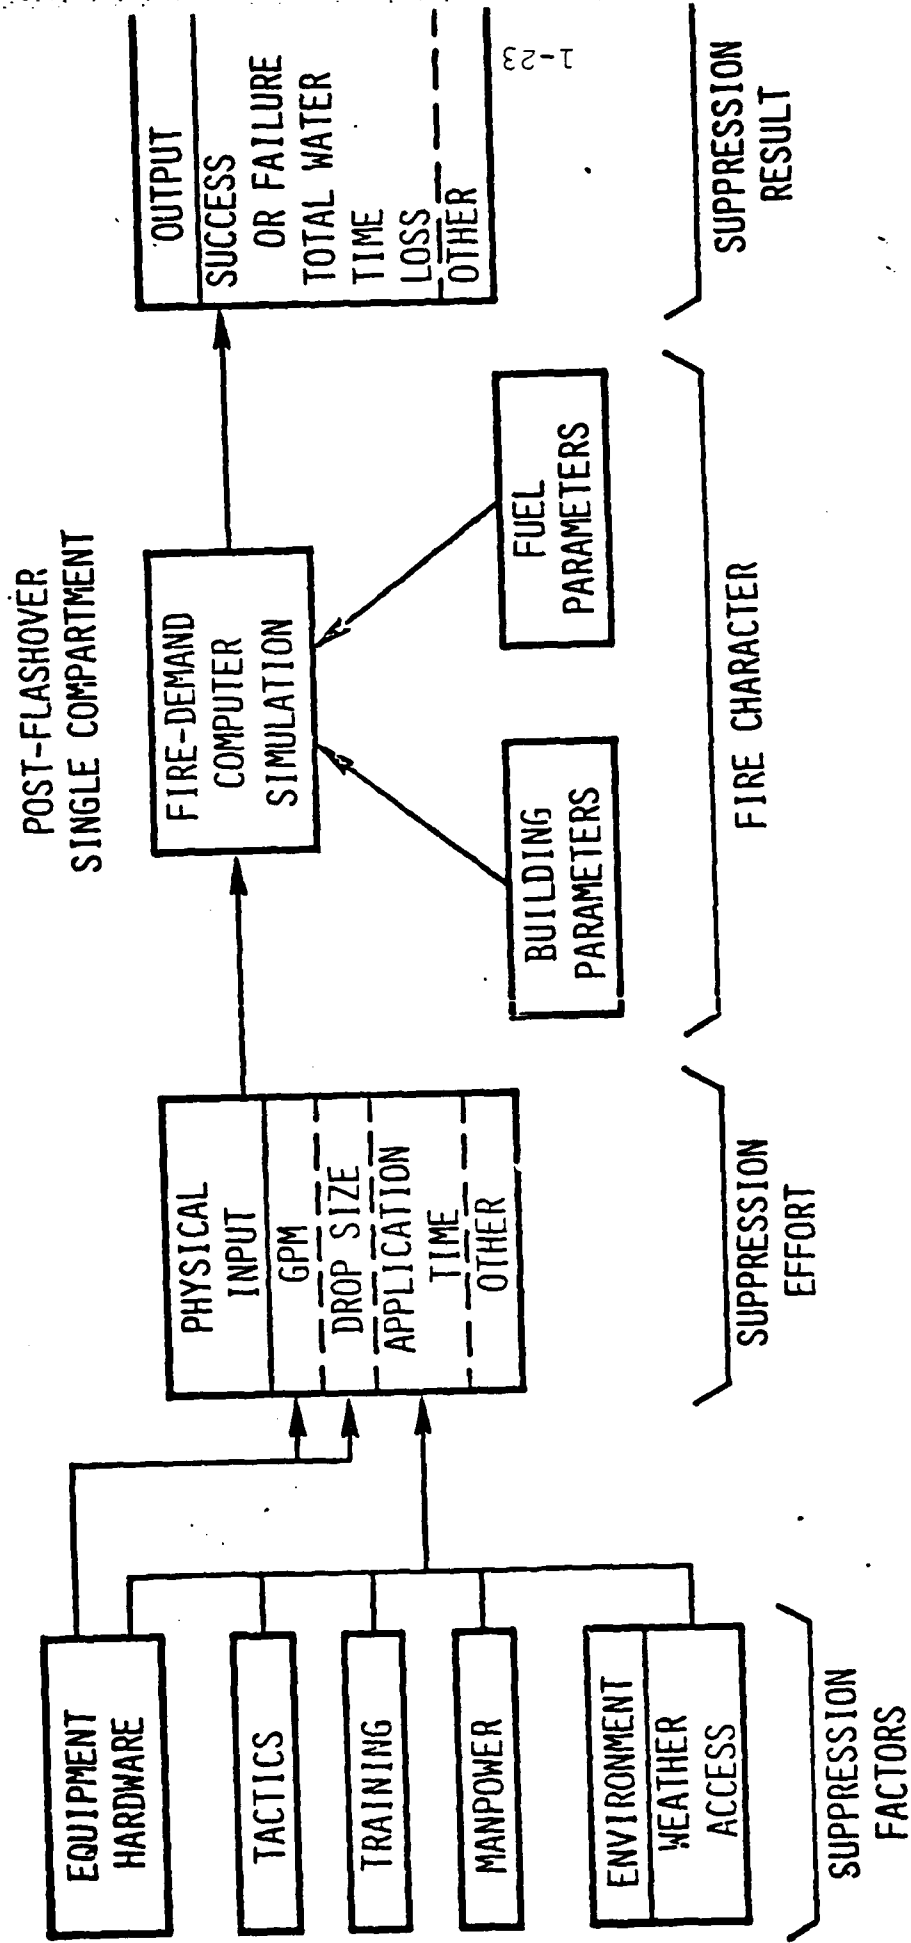 POST-FLASHOVER
SINGLE COMPARTMENT
EQUIPMENT
HARDWARE
TACTICS
TRAINING
MANPOWER
ENVIRONMENT
WEATHER
ACCESS
SUPPRESSION
FACTORS
PHYSICAL
INPUT
GPM
DROP SIZE
APPLICATION
TIME
OTHER
SUPPRESSION
EFFORT
FIRE-DEMAND
COMPUTER
SIMULATION
BUILDING
PARAMETERS
FUEL
PARAMETERS
FIRE CHARACTER
OUTPUT
SUCCESS
OR FAILURE
TOTAL WATER
TIME
LOSS
OTHER
SUPPRESSION
RESULT
1-23